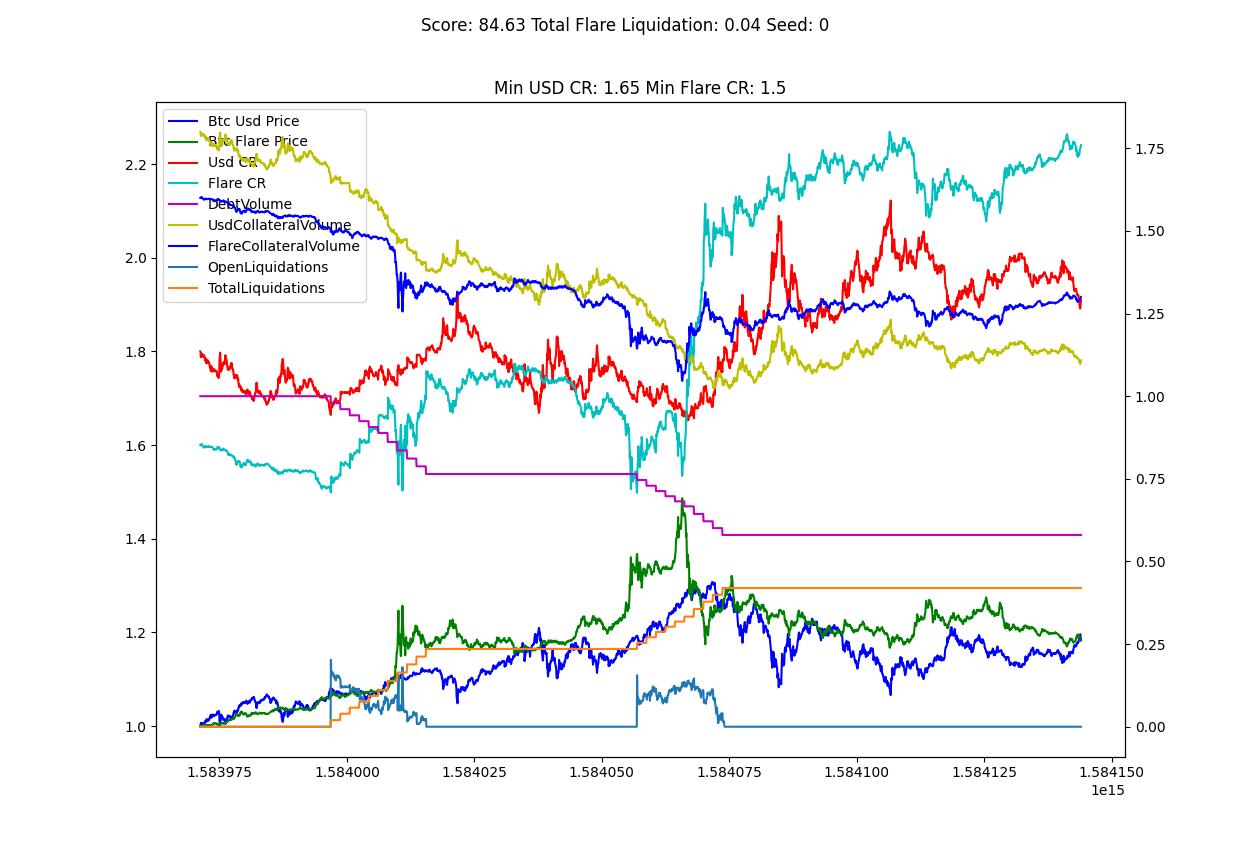 Score: 84.63 Total Flare Liquidation: 0.04 Seed: 0
Min USD CR: 1.65 Min Flare CR: 1.5
Btc Usd Price
Btc Flare Price
Usd CR
Flare CR
DebtVolume
UsdCollateralVolume
FlareCollateralVolume
OpenLiquidations
TotalLiquidations
2.2
2.0
1.8
1.6
1.4
1.2
1.0
1.75
1.50
1.25
1.00
0.75
0.50
0.25
0.00
1.583975 1.584000 1.584025 1.584050 1.584075 1.584100 1.584125 1.584150
1e15